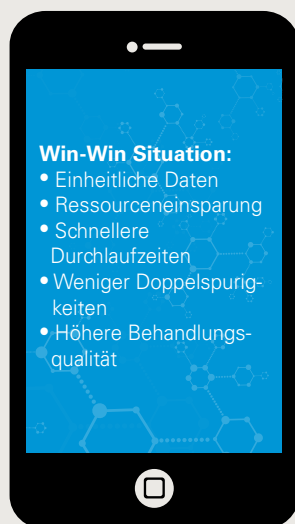 Win-Win Situation:
• Einheitliche Daten
• Ressourceneinsparung
• Schnellere
Durchlaufzeiten
• Weniger Doppelspurig-
keiten
• Höhere Behandlungs-
qualität